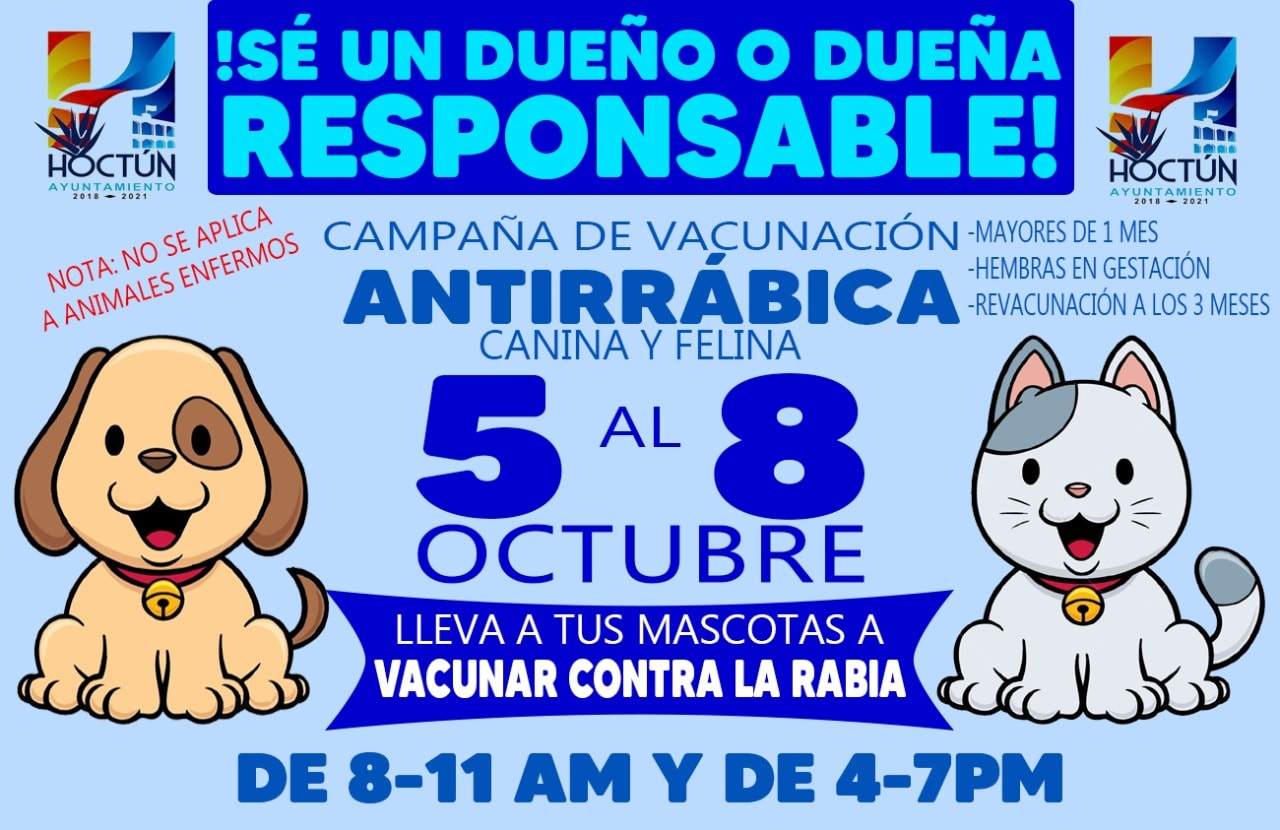 !SÉ UN DUEÑO O DUEÑA
RESPONSABLE!
HOCTÚN
AYUNTAMIENTO
2018 2021
HOCTÚN
AYUNTAMIENTO
2018 2021
NOTA: NO SE APLICA
A ANIMALES ENFERMOS
CAMPAÑA DE VACUNACIÓN
ANTIRRÁBICA
CANINA Y FELINA
-MAYORES DE 1 MES
-HEMBRAS EN GESTACIÓN
-REVACUNACIÓN A LOS 3 MESES
5 AL 8
OCTUBRE
LLEVA A TUS MASCOTAS A
VACUNAR CONTRA LA RABIA
DE 8-11 AM Y DE 4-7PM